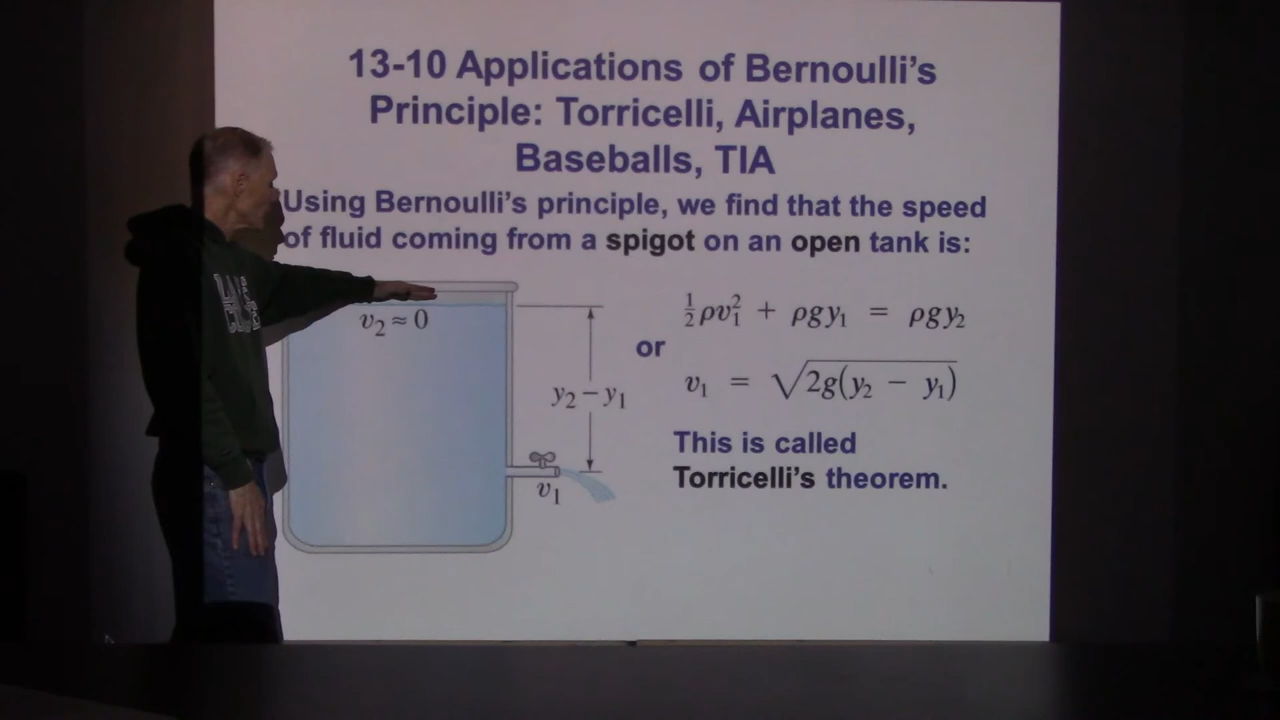 13-10 Applications of Bernoulli's
Principle: Torricelli, Airplanes,
Baseballs, TIA
Using Bernoulli's principle, we find that the speed
of fluid coming from a spigot on an open tank is:
v₂ ≈ 0
y₂ − y₁
v₁
½ρv₁² + ρgy₁ = ρgy₂
or
v₁ = √2g(y₂ − y₁)
This is called
Torricelli's theorem.